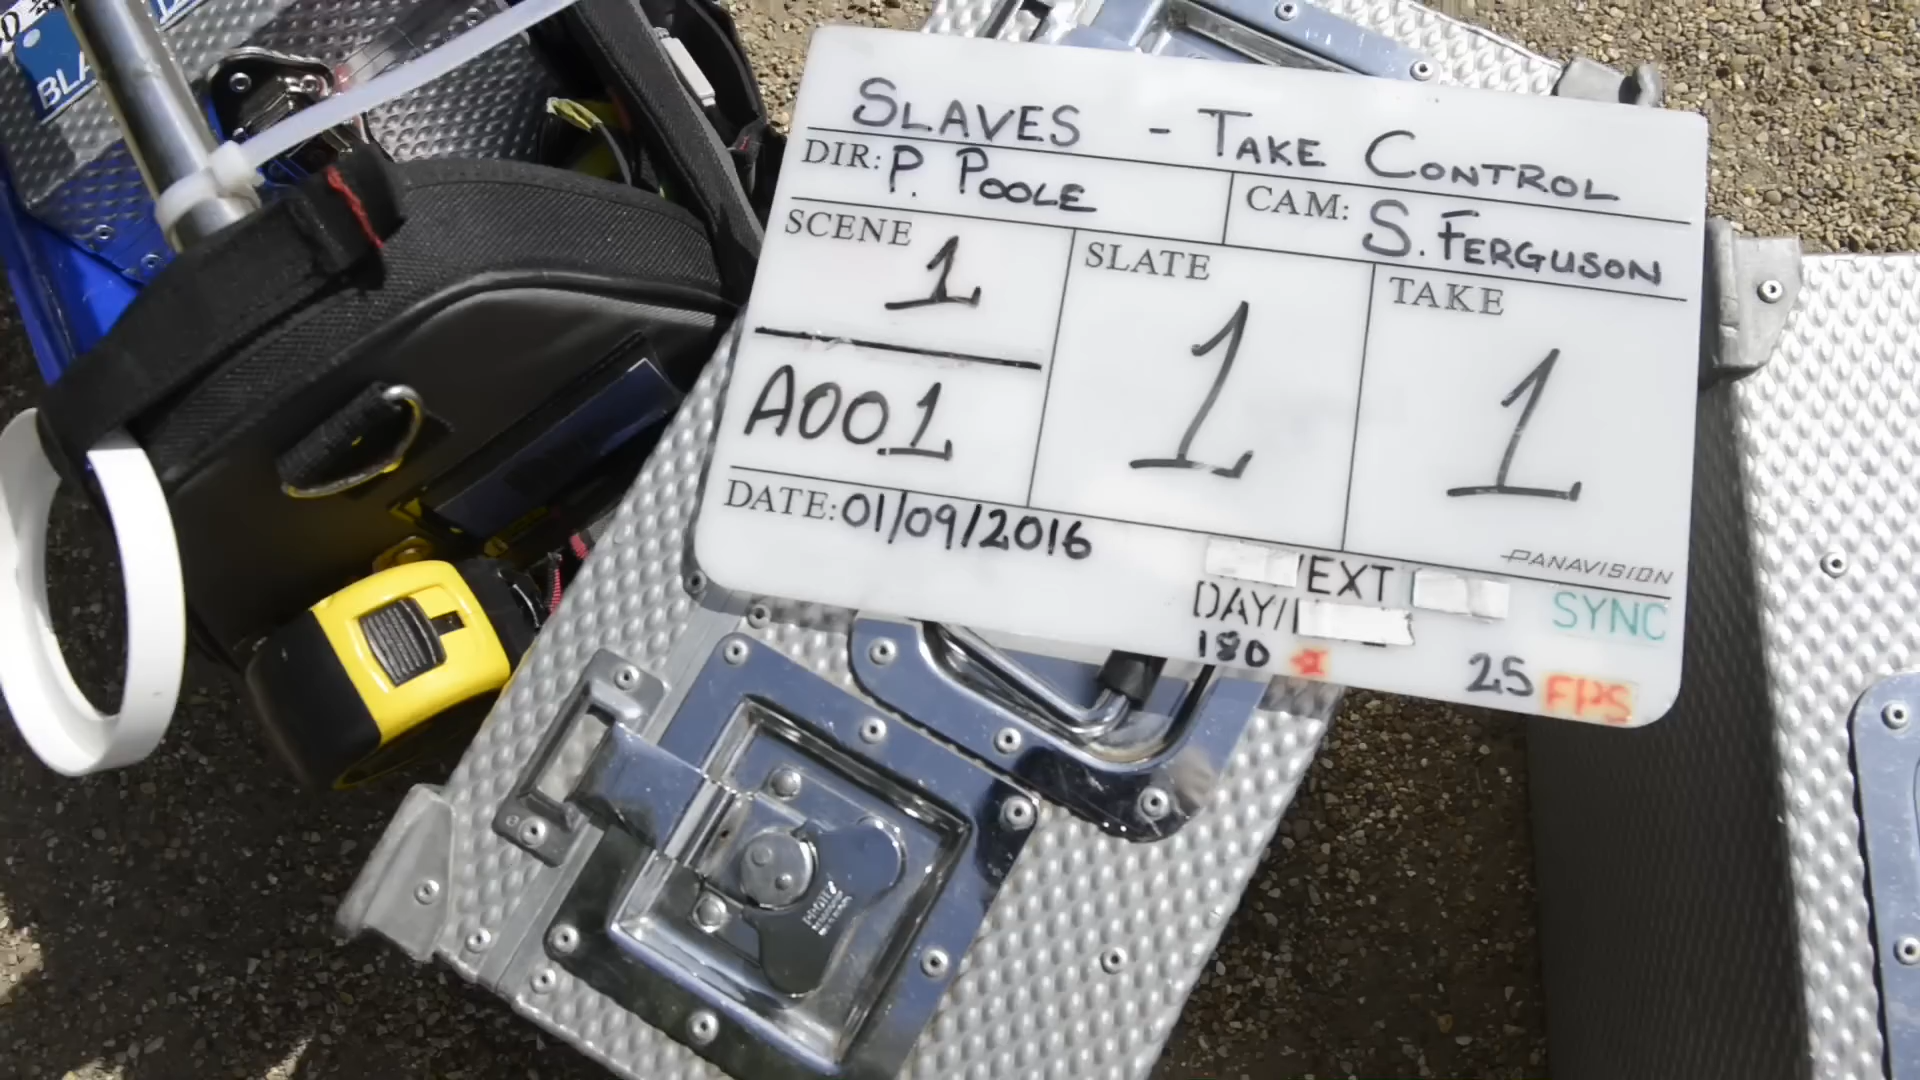 BLA
SLAVES - TAKE CONTROL
DIR: P. POOLE
CAM: S. FERGUSON
SCENE 1
SLATE
TAKE
A001
1
1
DATE: 01/09/2016
PANAVISION
/EXT
SYNC
DAY/
180
25 FPS